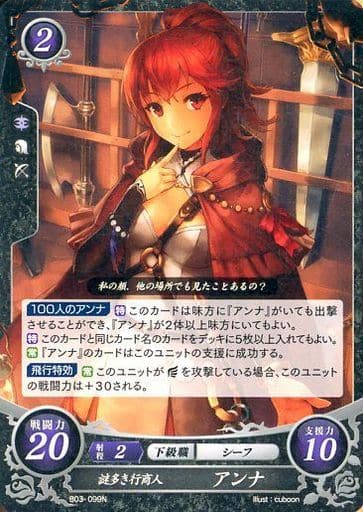 2
私の顔、他の場所でも見たことあるの？
100人のアンナ 特 このカードは味方に『アンナ』がいても出撃
させることができ、『アンナ』が2体以上味方にいてもよい。
特 このカードと同じカード名のカードをデッキに5枚以上入れてもよい。
常 『アンナ』のカードはこのユニットの支援に成功する。
飛行特効 常 このユニットが を攻撃している場合、このユニット
の戦闘力は＋30される。
戦闘力 20
射程 2 下級職 シーフ
支援力 10
謎多き行商人 アンナ
B03-099N
Illust : cuboon